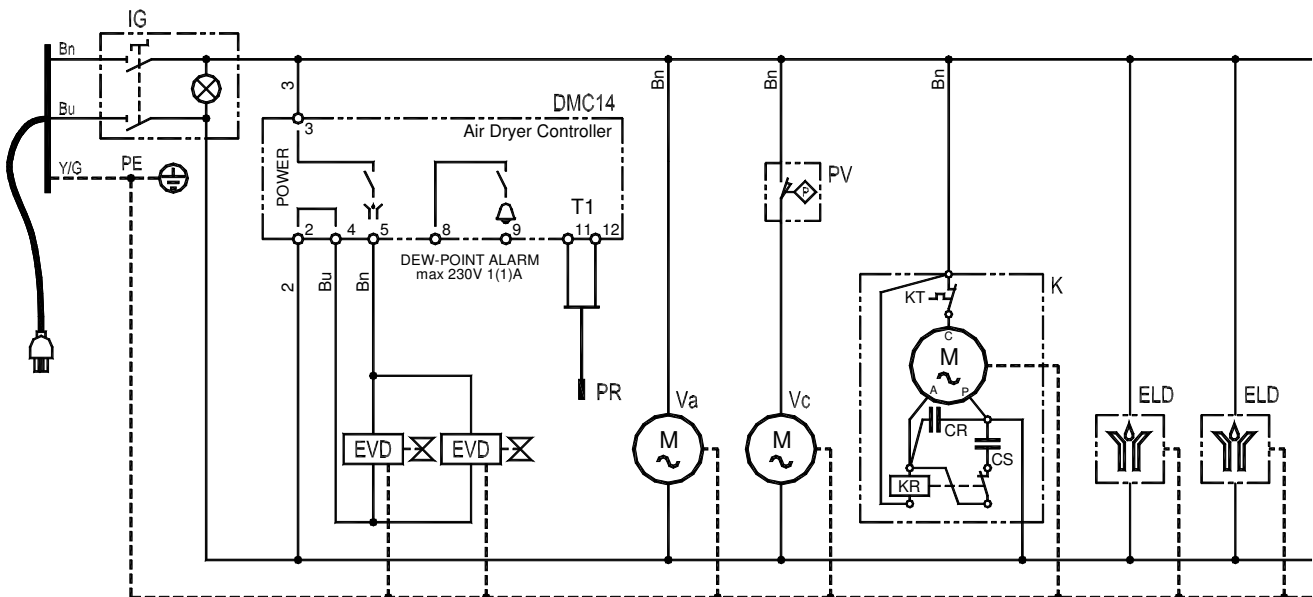 IG
Bn
Bu
Y/G
PE
3
DMC14
3
Air Dryer Controller
POWER
T1
2
4
5
8
9
11
12
DEW-POINT ALARM
max 230V 1(1)A
2
Bu
Bn
PR
EVD
EVD
Bn
Va
M
Bn
PV
P
Vc
M
Bn
K
KT
C
M
A
P
CR
CS
KR
ELD
ELD